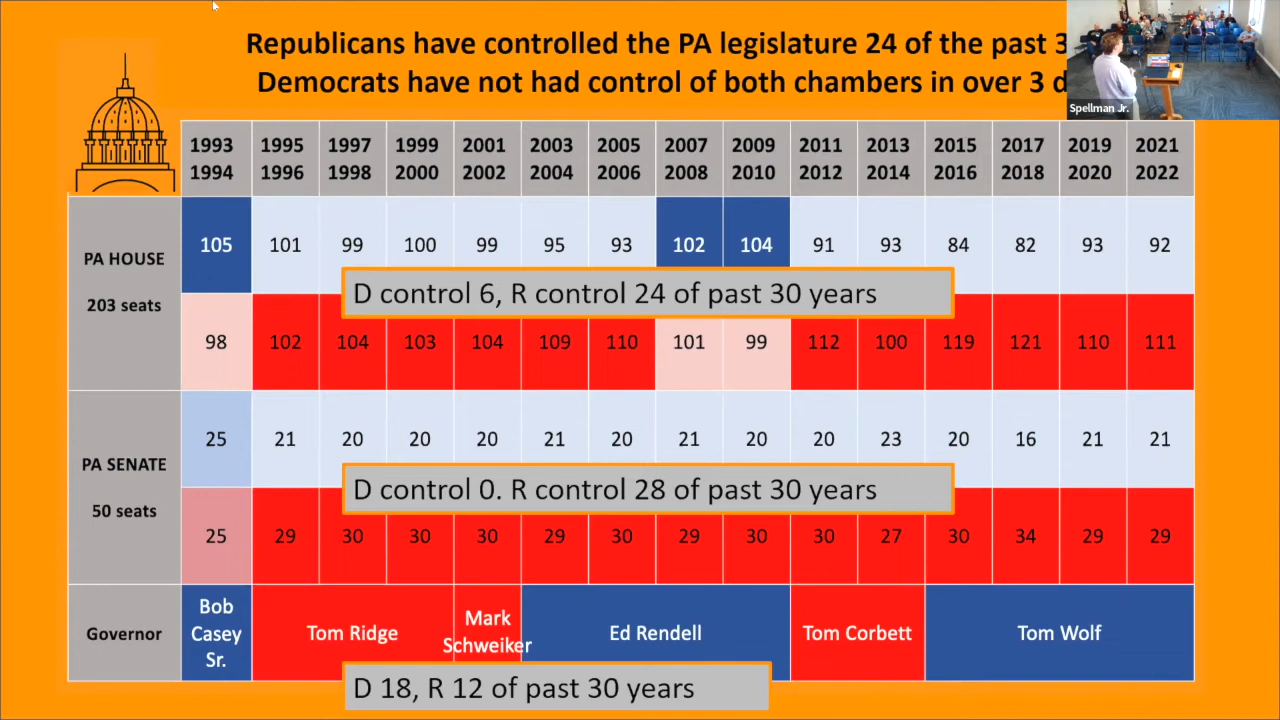 Republicans have controlled the PA legislature 24 of the past
Democrats have not had control of both chambers in over 3
Spellman Jr.
1993 1994
1995 1996
1997 1998
1999 2000
2001 2002
2003 2004
2005 2006
2007 2008
2009 2010
2011 2012
2013 2014
2015 2016
2017 2018
2019 2020
2021 2022
PA HOUSE
203 seats
105 101 99 100 99 95 93 102 104 91 93 84 82 93 92
D control 6, R control 24 of past 30 years
98 102 104 103 104 109 110 101 99 112 100 119 121 110 111
PA SENATE
50 seats
25 21 20 20 20 21 20 21 20 20 23 20 16 21 21
D control 0. R control 28 of past 30 years
25 29 30 30 30 29 30 29 30 30 27 30 34 29 29
Governor
Bob
Casey
Sr.
Tom Ridge
Mark
Schweiker
Ed Rendell
Tom Corbett
Tom Wolf
D 18, R 12 of past 30 years